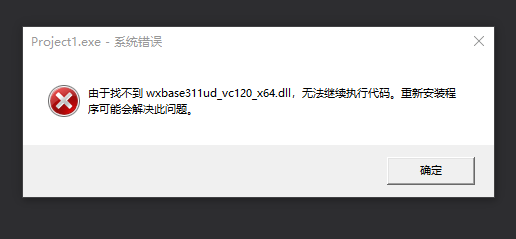 Project1.exe - 系统错误
由于找不到 wxbase311ud_vc120_x64.dll，无法继续执行代码。重新安装程
序可能会解决此问题。
确定